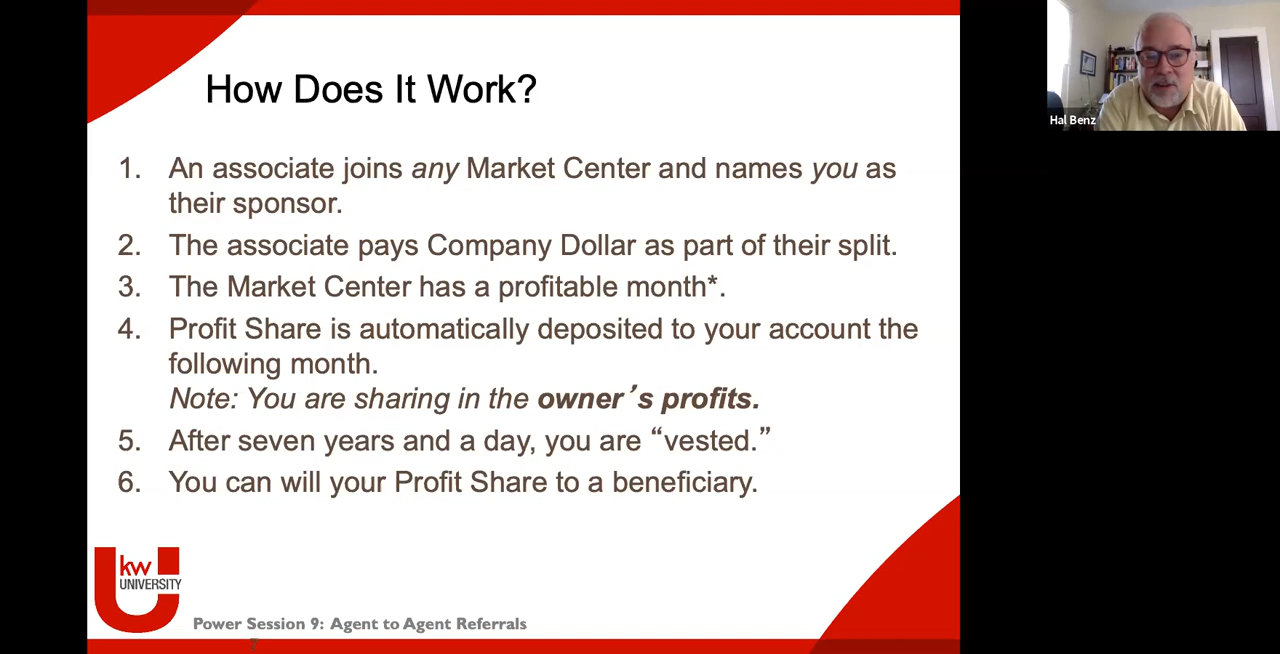 How Does It Work?
1. An associate joins any Market Center and names you as
their sponsor.
2. The associate pays Company Dollar as part of their split.
3. The Market Center has a profitable month*.
4. Profit Share is automatically deposited to your account the
following month.
Note: You are sharing in the owner’s profits.
5. After seven years and a day, you are “vested.”
6. You can will your Profit Share to a beneficiary.
kw
UNIVERSITY
Power Session 9: Agent to Agent Referrals
Hal Benz